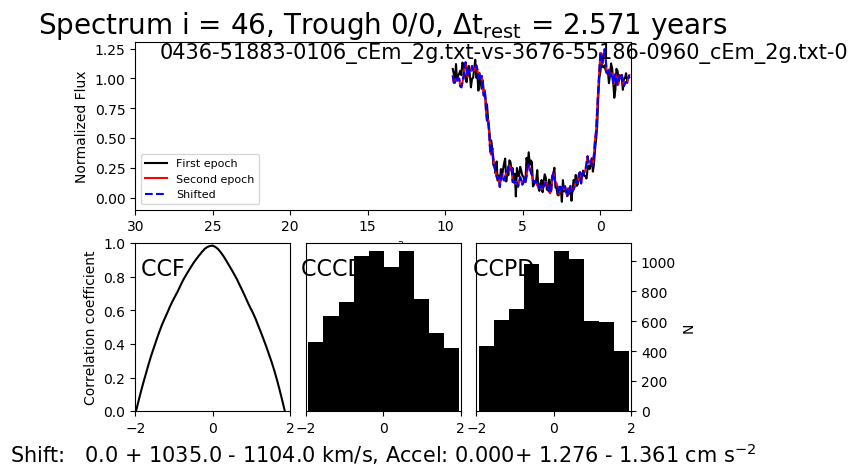 Spectrum i = 46, Trough 0/0, Δt_rest = 2.571 years
0436-51883-0106_cEm_2g.txt-vs-3676-55186-0960_cEm_2g.txt-0
Normalized Flux
1.25
1.00
0.75
0.50
0.25
0.00
First epoch
Second epoch
Shifted
30 25 20 15 10 5 0
Correlation coefficient
1.0
0.8
0.6
0.4
0.2
0.0
CCF
−2 0 2
CCCD
−2 0 2
CCPD
−2 0 2
1000
800
600
400
200
0
N
Shift: 0.0 + 1035.0 - 1104.0 km/s, Accel: 0.000+ 1.276 - 1.361 cm s⁻²